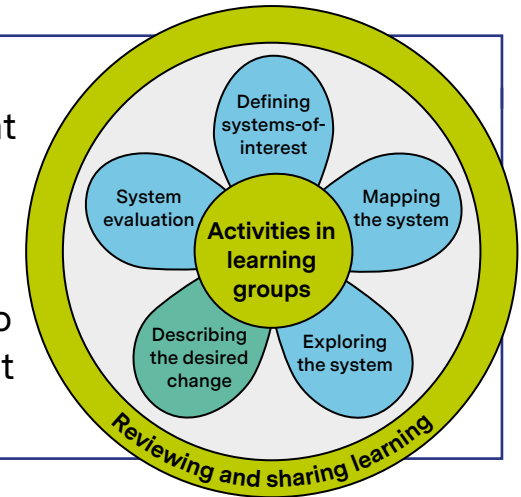 Defining
systems-of-
interest
System
evaluation
Mapping
the system
Activities in
learning
groups
Describing
the desired
change
Exploring
the system
Reviewing and sharing learning